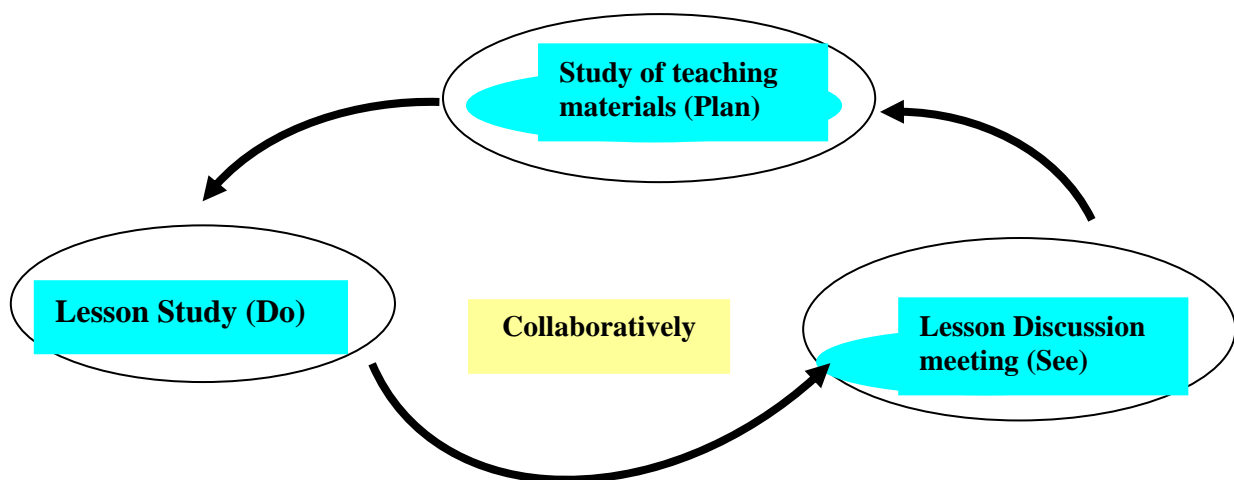 Study of teaching
materials (Plan)
Lesson Study (Do)
Collaboratively
Lesson Discussion
meeting (See)